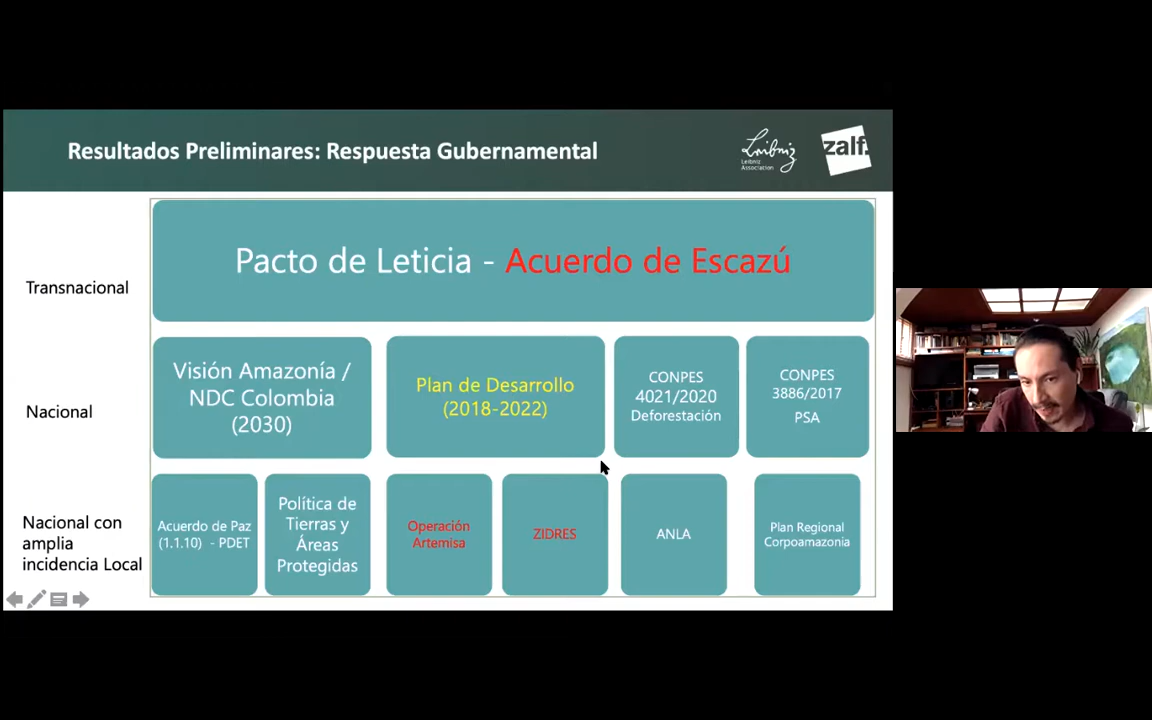 Resultados Preliminares: Respuesta Gubernamental
Leibniz
Leibniz
Association
zalf.
Transnacional
Pacto de Leticia - Acuerdo de Escazú
Nacional
Visión Amazonía /
NDC Colombia
(2030)
Plan de Desarrollo
(2018-2022)
CONPES
4021/2020
Deforestación
CONPES
3886/2017
PSA
Nacional con
amplia
incidencia Local
Acuerdo de Paz
(1.1.10) - PDET
Política de
Tierras y
Áreas
Protegidas
Operación
Artemisa
ZIDRES
ANLA
Plan Regional
Corpoamazonia